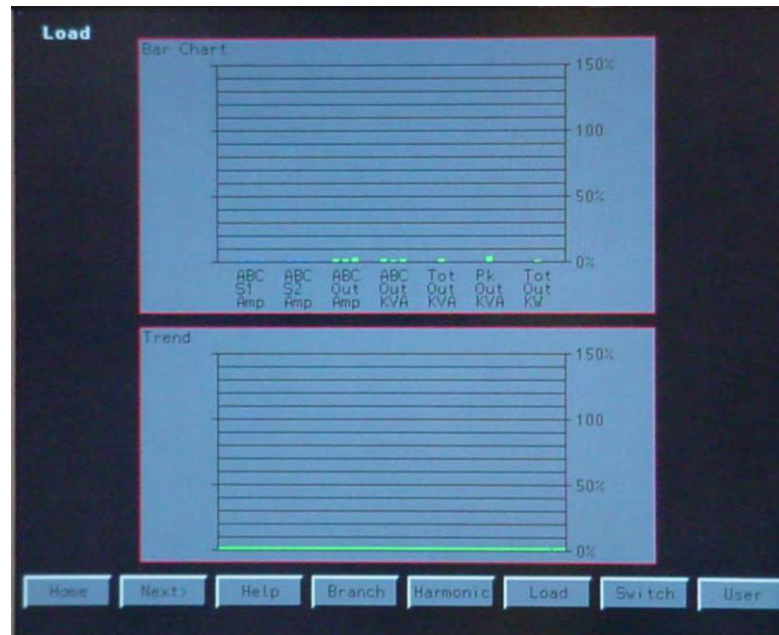 Load
Bar Chart
150%
100
50%
0%
ABC ABC ABC ABC Tot Pk Tot
S1 S2 Out Out Out Out Out
Amp Amp Amp KVA KVA KVA KW
Trend
150%
100
50%
0%
Home Next> Help Branch Harmonic Load Switch User